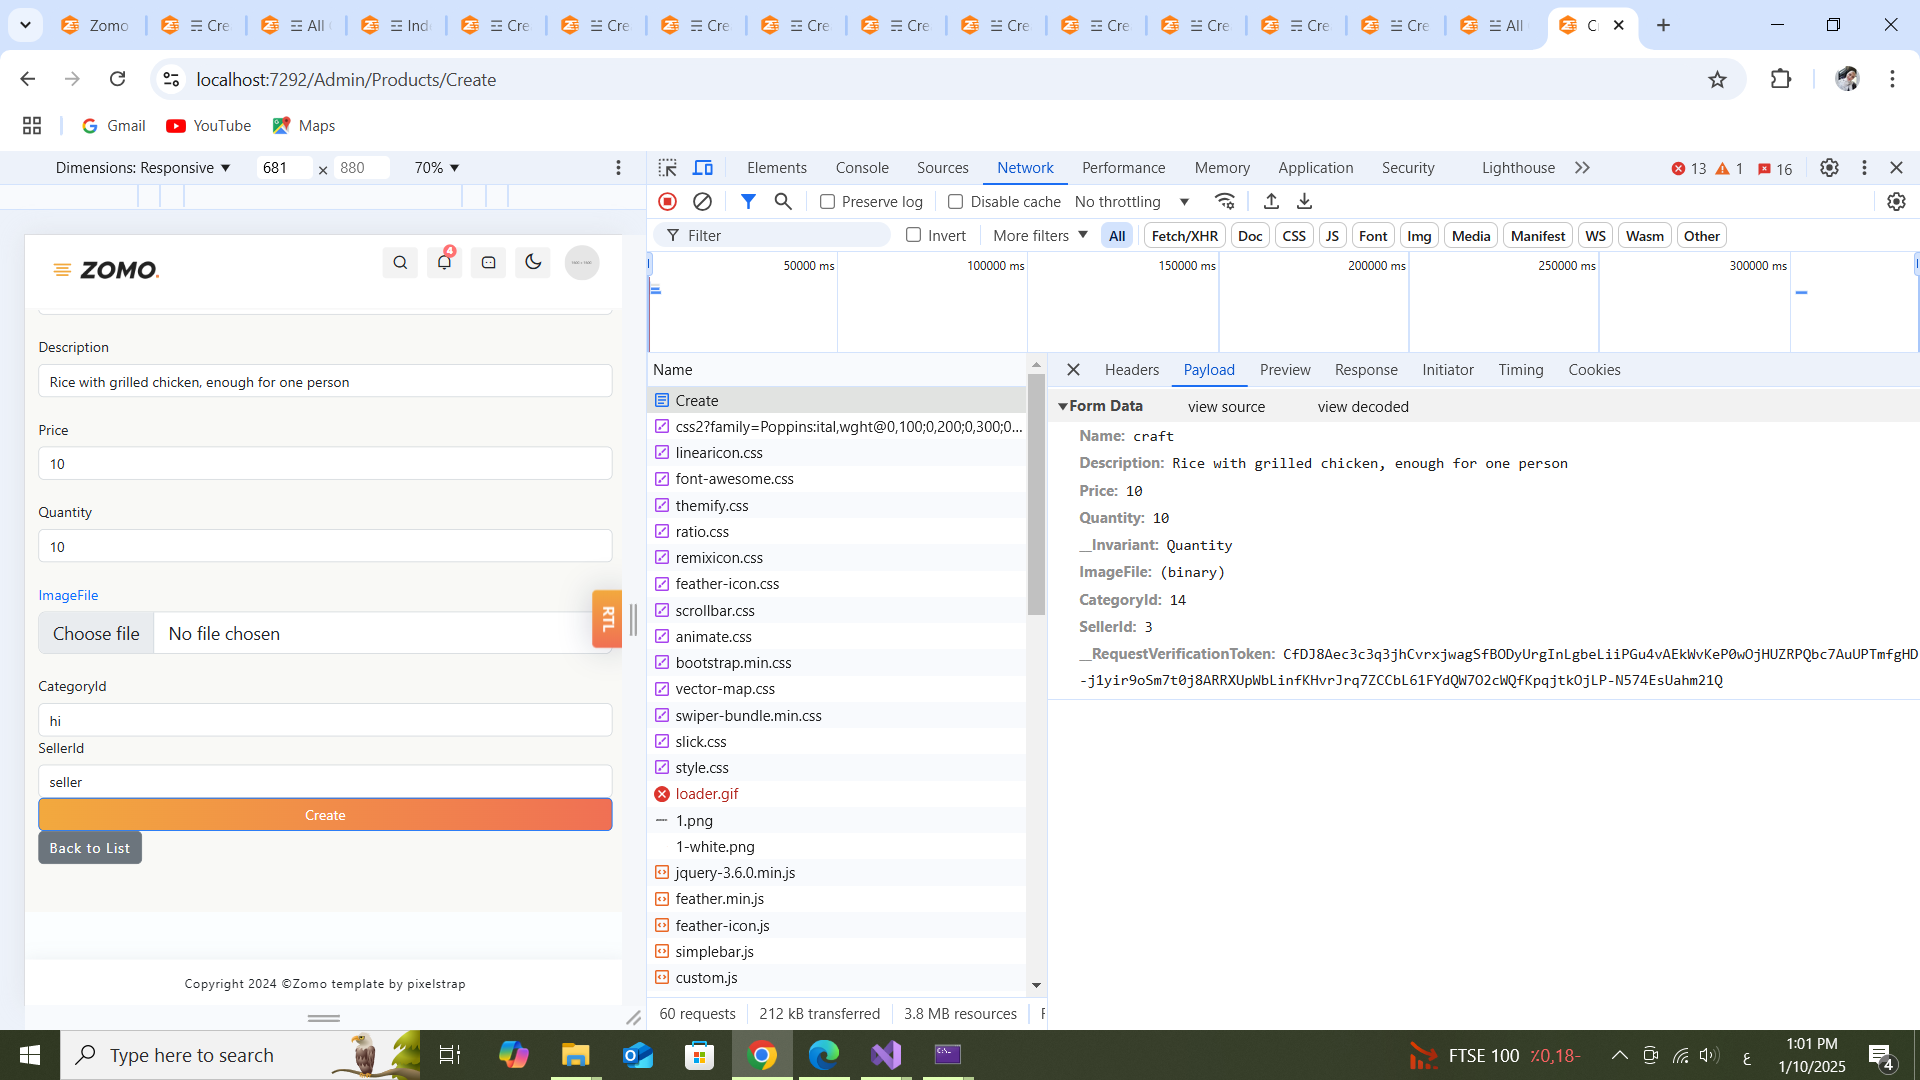 Zomo
☲ Cre
☲ All
☲ Ind
☲ Cre
☲ Cre
☲ Cre
☲ Cre
☲ Cre
☲ Cre
☲ Cre
☲ Cre
☲ Cre
☲ Cre
☲ All
Cr
localhost:7292/Admin/Products/Create
Gmail
YouTube
Maps
Dimensions: Responsive
681
×
880
70%
ZOMO.
4
Description
Rice with grilled chicken, enough for one person
Price
10
Quantity
10
ImageFile
Choose file
No file chosen
RTL
CategoryId
hi
SellerId
seller
Create
Back to List
Copyright 2024 ©Zomo template by pixelstrap
Elements
Console
Sources
Network
Performance
Memory
Application
Security
Lighthouse
13
1
16
Preserve log
Disable cache
No throttling
Filter
Invert
More filters
All
Fetch/XHR
Doc
CSS
JS
Font
Img
Media
Manifest
WS
Wasm
Other
50000 ms
100000 ms
150000 ms
200000 ms
250000 ms
300000 ms
Name
Create
css2?family=Poppins:ital,wght@0,100;0,200;0,300;0...
linearicon.css
font-awesome.css
themify.css
ratio.css
remixicon.css
feather-icon.css
scrollbar.css
animate.css
bootstrap.min.css
vector-map.css
swiper-bundle.min.css
slick.css
style.css
loader.gif
1.png
1-white.png
jquery-3.6.0.min.js
feather.min.js
feather-icon.js
simplebar.js
custom.js
60 requests
212 kB transferred
3.8 MB resources
Headers
Payload
Preview
Response
Initiator
Timing
Cookies
Form Data
view source
view decoded
Name: craft
Description: Rice with grilled chicken, enough for one person
Price: 10
Quantity: 10
__Invariant: Quantity
ImageFile: (binary)
CategoryId: 14
SellerId: 3
__RequestVerificationToken: CfDJ8Aec3c3q3jhCvrxjwagSfBODyUrgInLgbeLiiPGu4vAEkWvKeP0wOjHUZRPQbc7AuUPTmfgHD
-j1yir9oSm7t0j8ARRXUpWbLinfKHvrJrq7ZCCbL61FYdQW7O2cWQfKpqjtkOjLP-N574EsUahm21Q
Type here to search
FTSE 100
٪0,18-
ع
1:01 PM
1/10/2025
4